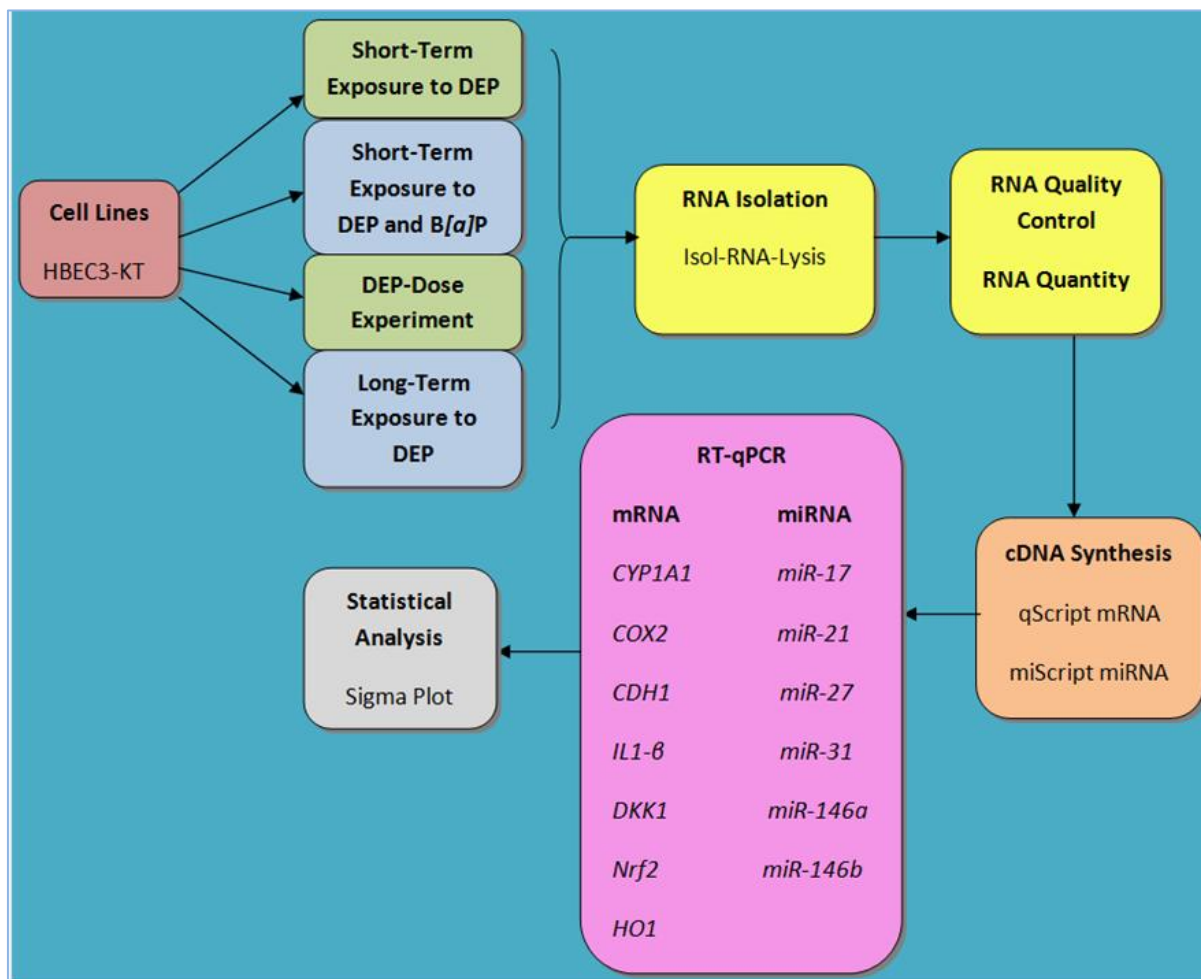 Cell Lines
HBEC3-KT
Short-Term
Exposure to DEP
Short-Term
Exposure to
DEP and B[a]P
DEP-Dose
Experiment
Long-Term
Exposure to
DEP
RNA Isolation
Isol-RNA-Lysis
RNA Quality
Control
RNA Quantity
cDNA Synthesis
qScript mRNA
miScript miRNA
RT-qPCR
mRNA miRNA
CYP1A1 miR-17
COX2 miR-21
CDH1 miR-27
IL1-β miR-31
DKK1 miR-146a
Nrf2 miR-146b
HO1
Statistical
Analysis
Sigma Plot